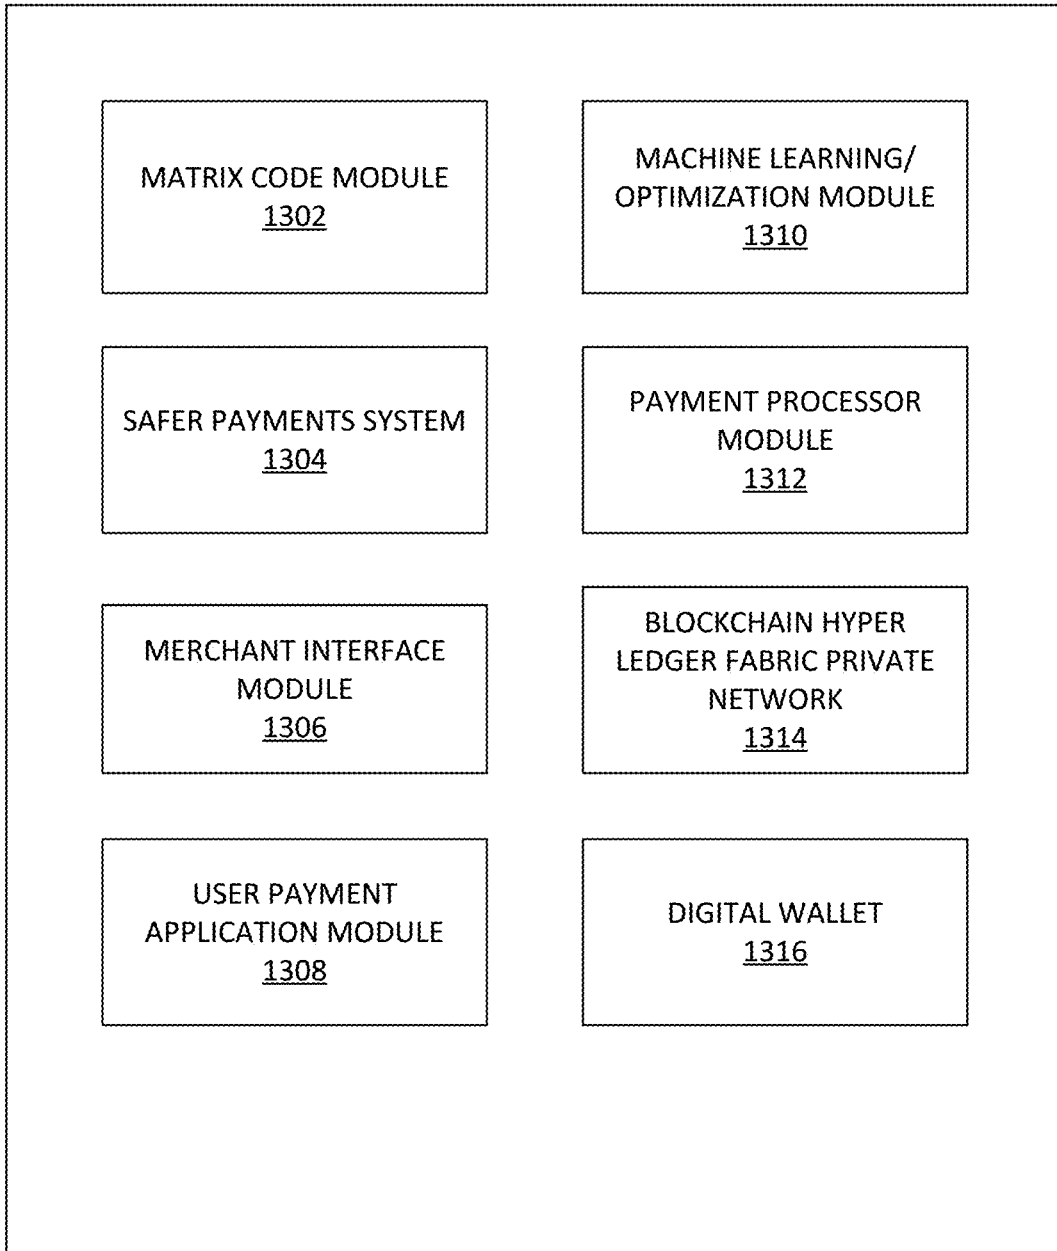 MATRIX CODE MODULE
1302
SAFER PAYMENTS SYSTEM
1304
MERCHANT INTERFACE
MODULE
1306
USER PAYMENT
APPLICATION MODULE
1308
MACHINE LEARNING/
OPTIMIZATION MODULE
1310
PAYMENT PROCESSOR
MODULE
1312
BLOCKCHAIN HYPER
LEDGER FABRIC PRIVATE
NETWORK
1314
DIGITAL WALLET
1316